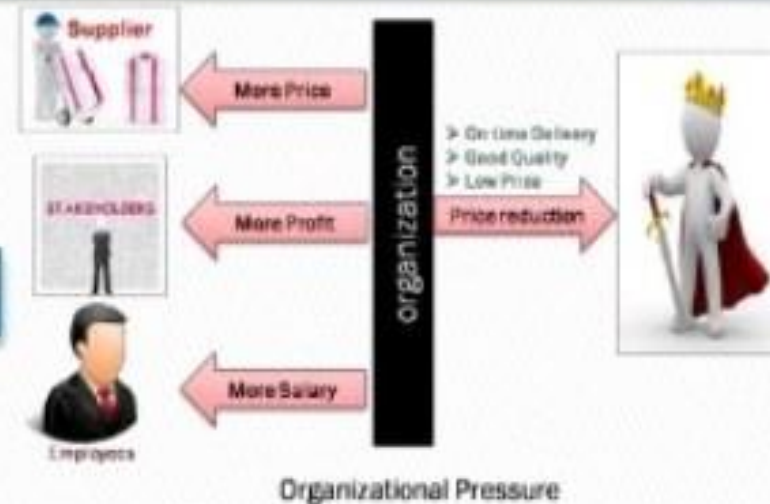 Supplier
More Price
STAKEHOLDERS
More Profit
More Salary
Employees
organization
➢ On time Delivery
➢ Good Quality
➢ Low Price
Price reduction
Organizational Pressure